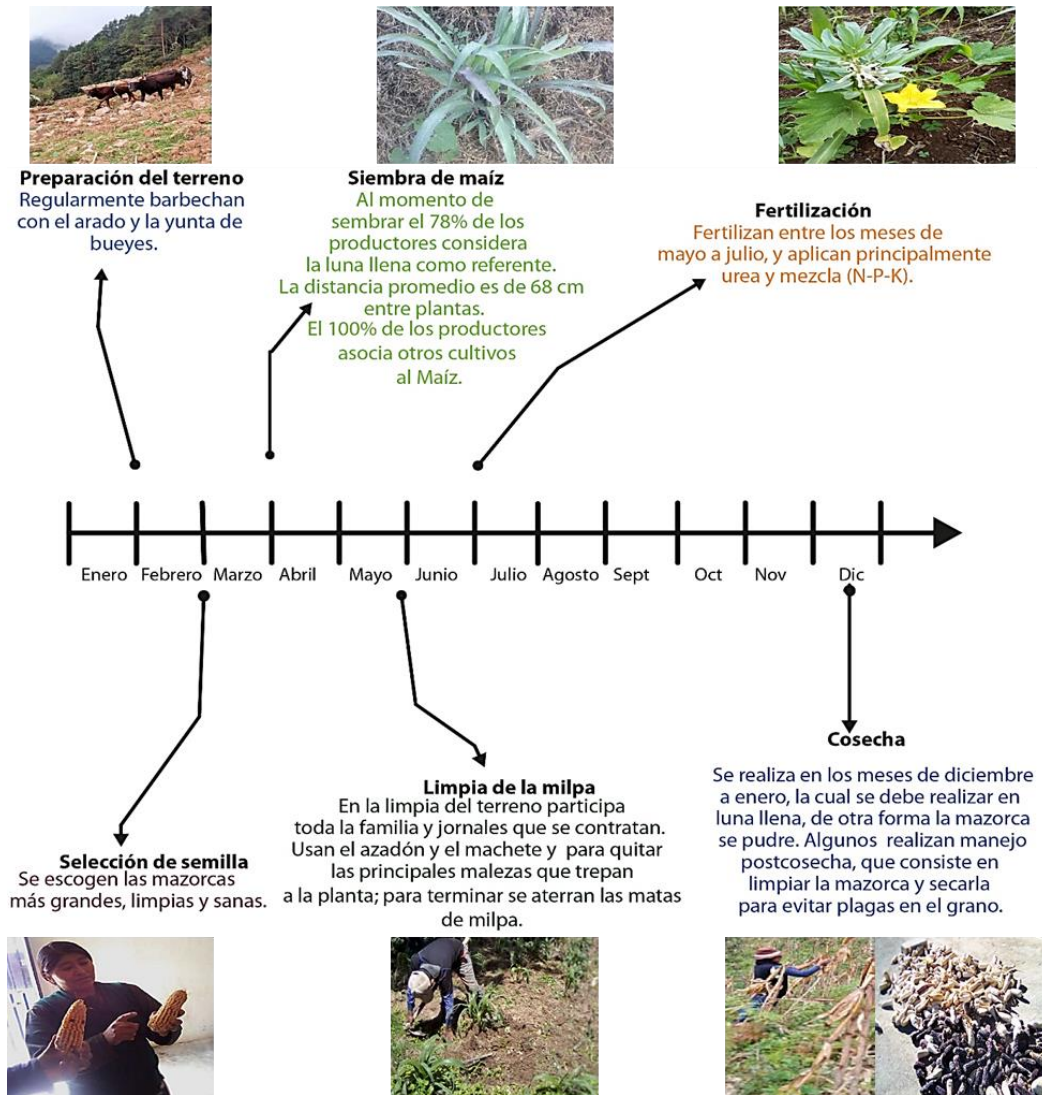 Preparación del terreno
Regularmente barbechan
con el arado y la yunta de
bueyes.
Siembra de maíz
Al momento de
sembrar el 78% de los
productores considera
la luna llena como referente.
La distancia promedio es de 68 cm
entre plantas.
El 100% de los productores
asocia otros cultivos
al Maíz.
Fertilización
Fertilizan entre los meses de
mayo a julio, y aplican principalmente
urea y mezcla (N-P-K).
Enero Febrero Marzo Abril Mayo Junio Julio Agosto Sept Oct Nov Dic
Selección de semilla
Se escogen las mazorcas
más grandes, limpias y sanas.
Limpia de la milpa
En la limpia del terreno participa
toda la familia y jornales que se contratan.
Usan el azadón y el machete y para quitar
las principales malezas que trepan
a la planta; para terminar se aterran las matas
de milpa.
Cosecha
Se realiza en los meses de diciembre
a enero, la cual se debe realizar en
luna llena, de otra forma la mazorca
se pudre. Algunos realizan manejo
postcosecha, que consiste en
limpiar la mazorca y secarla
para evitar plagas en el grano.